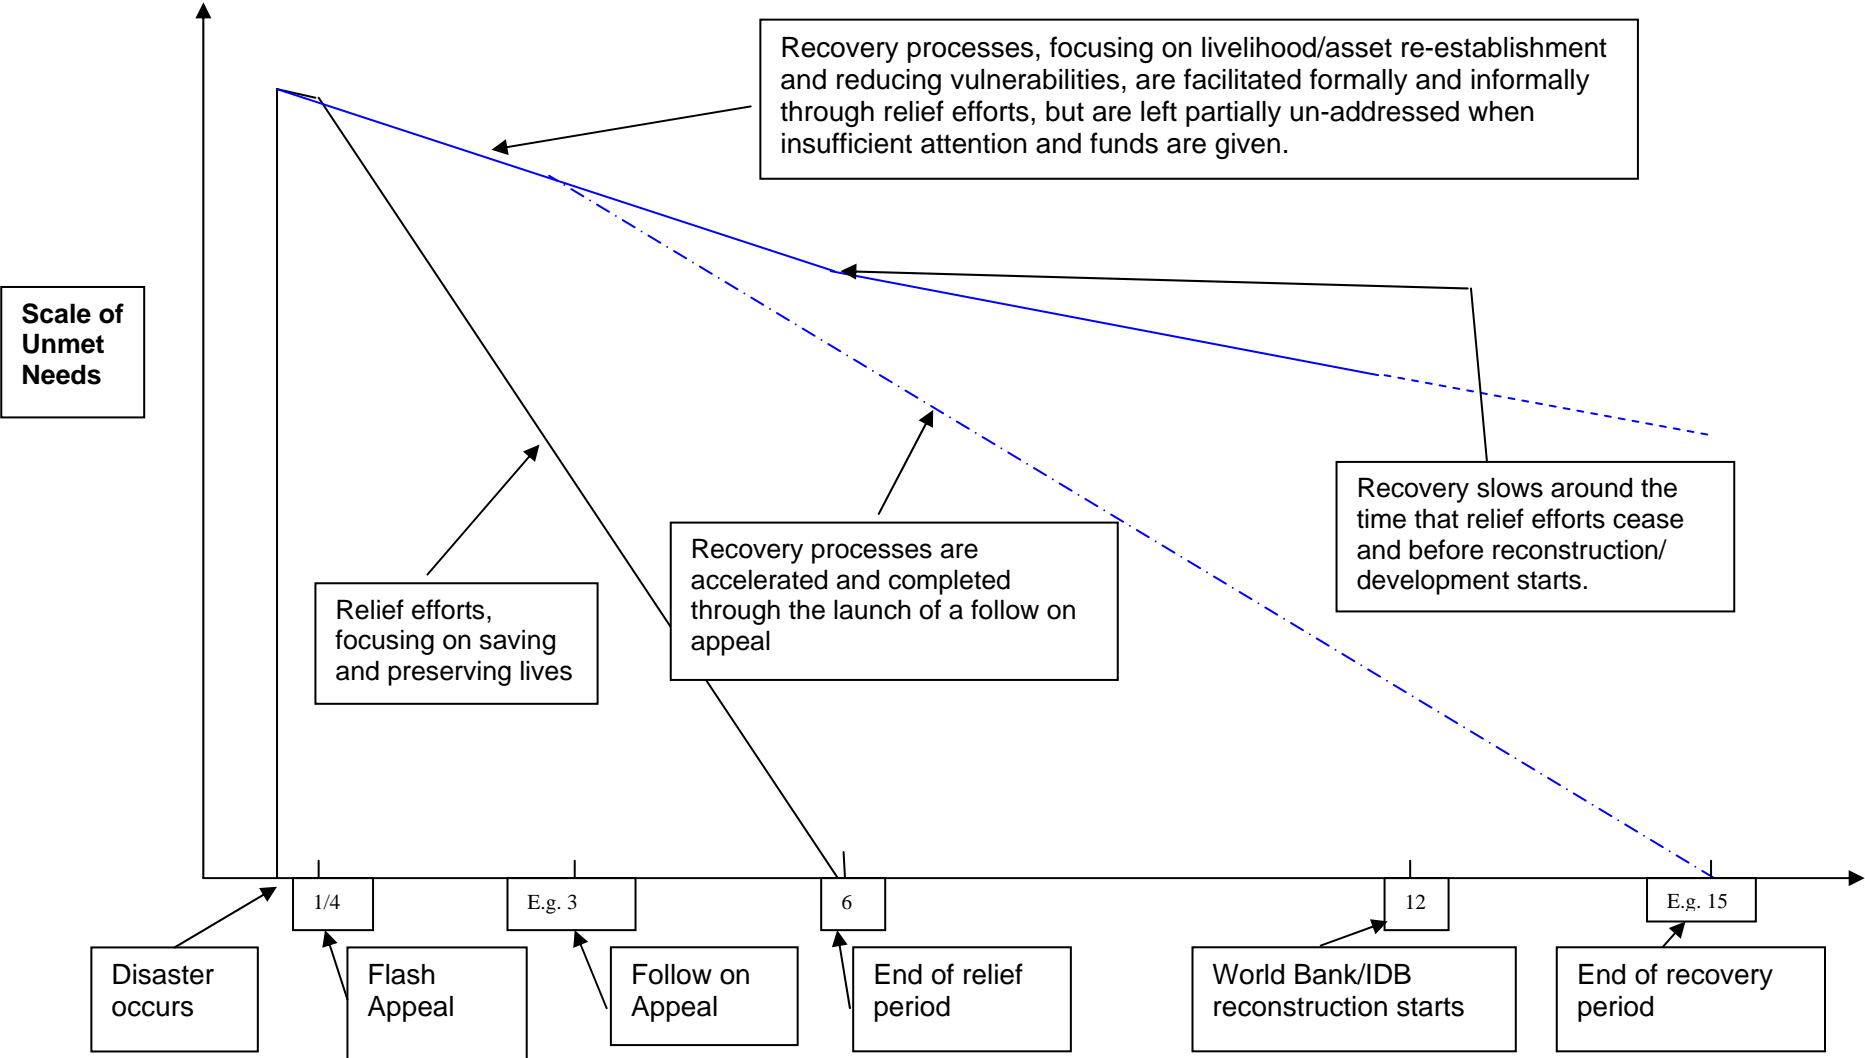 Recovery processes, focusing on livelihood/asset re-establishment
and reducing vulnerabilities, are facilitated formally and informally
through relief efforts, but are left partially un-addressed when
insufficient attention and funds are given.
Scale of
Unmet
Needs
Recovery slows around the
time that relief efforts cease
and before reconstruction/
development starts.
Recovery processes are
accelerated and completed
through the launch of a follow on
appeal
Relief efforts,
focusing on saving
and preserving lives
1/4
E.g. 3
6
12
E.g. 15
Disaster
occurs
Flash
Appeal
Follow on
Appeal
End of relief
period
World Bank/IDB
reconstruction starts
End of recovery
period